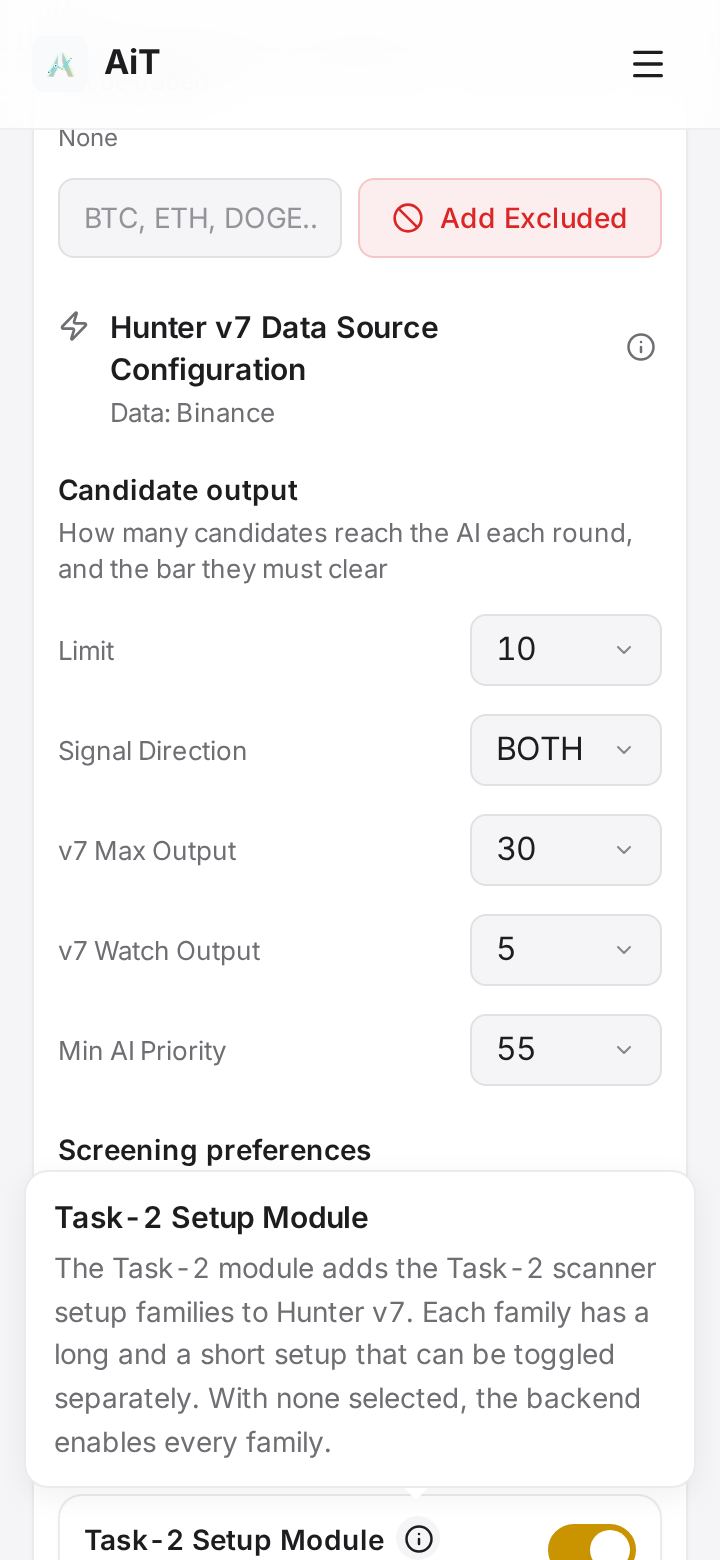 AiT
None
BTC, ETH, DOGE..
Add Excluded
Hunter v7 Data Source
Configuration
Data: Binance
Candidate output
How many candidates reach the AI each round,
and the bar they must clear
Limit
10
Signal Direction
BOTH
v7 Max Output
30
v7 Watch Output
5
Min AI Priority
55
Screening preferences
Task-2 Setup Module
The Task-2 module adds the Task-2 scanner
setup families to Hunter v7. Each family has a
long and a short setup that can be toggled
separately. With none selected, the backend
enables every family.
Task-2 Setup Module